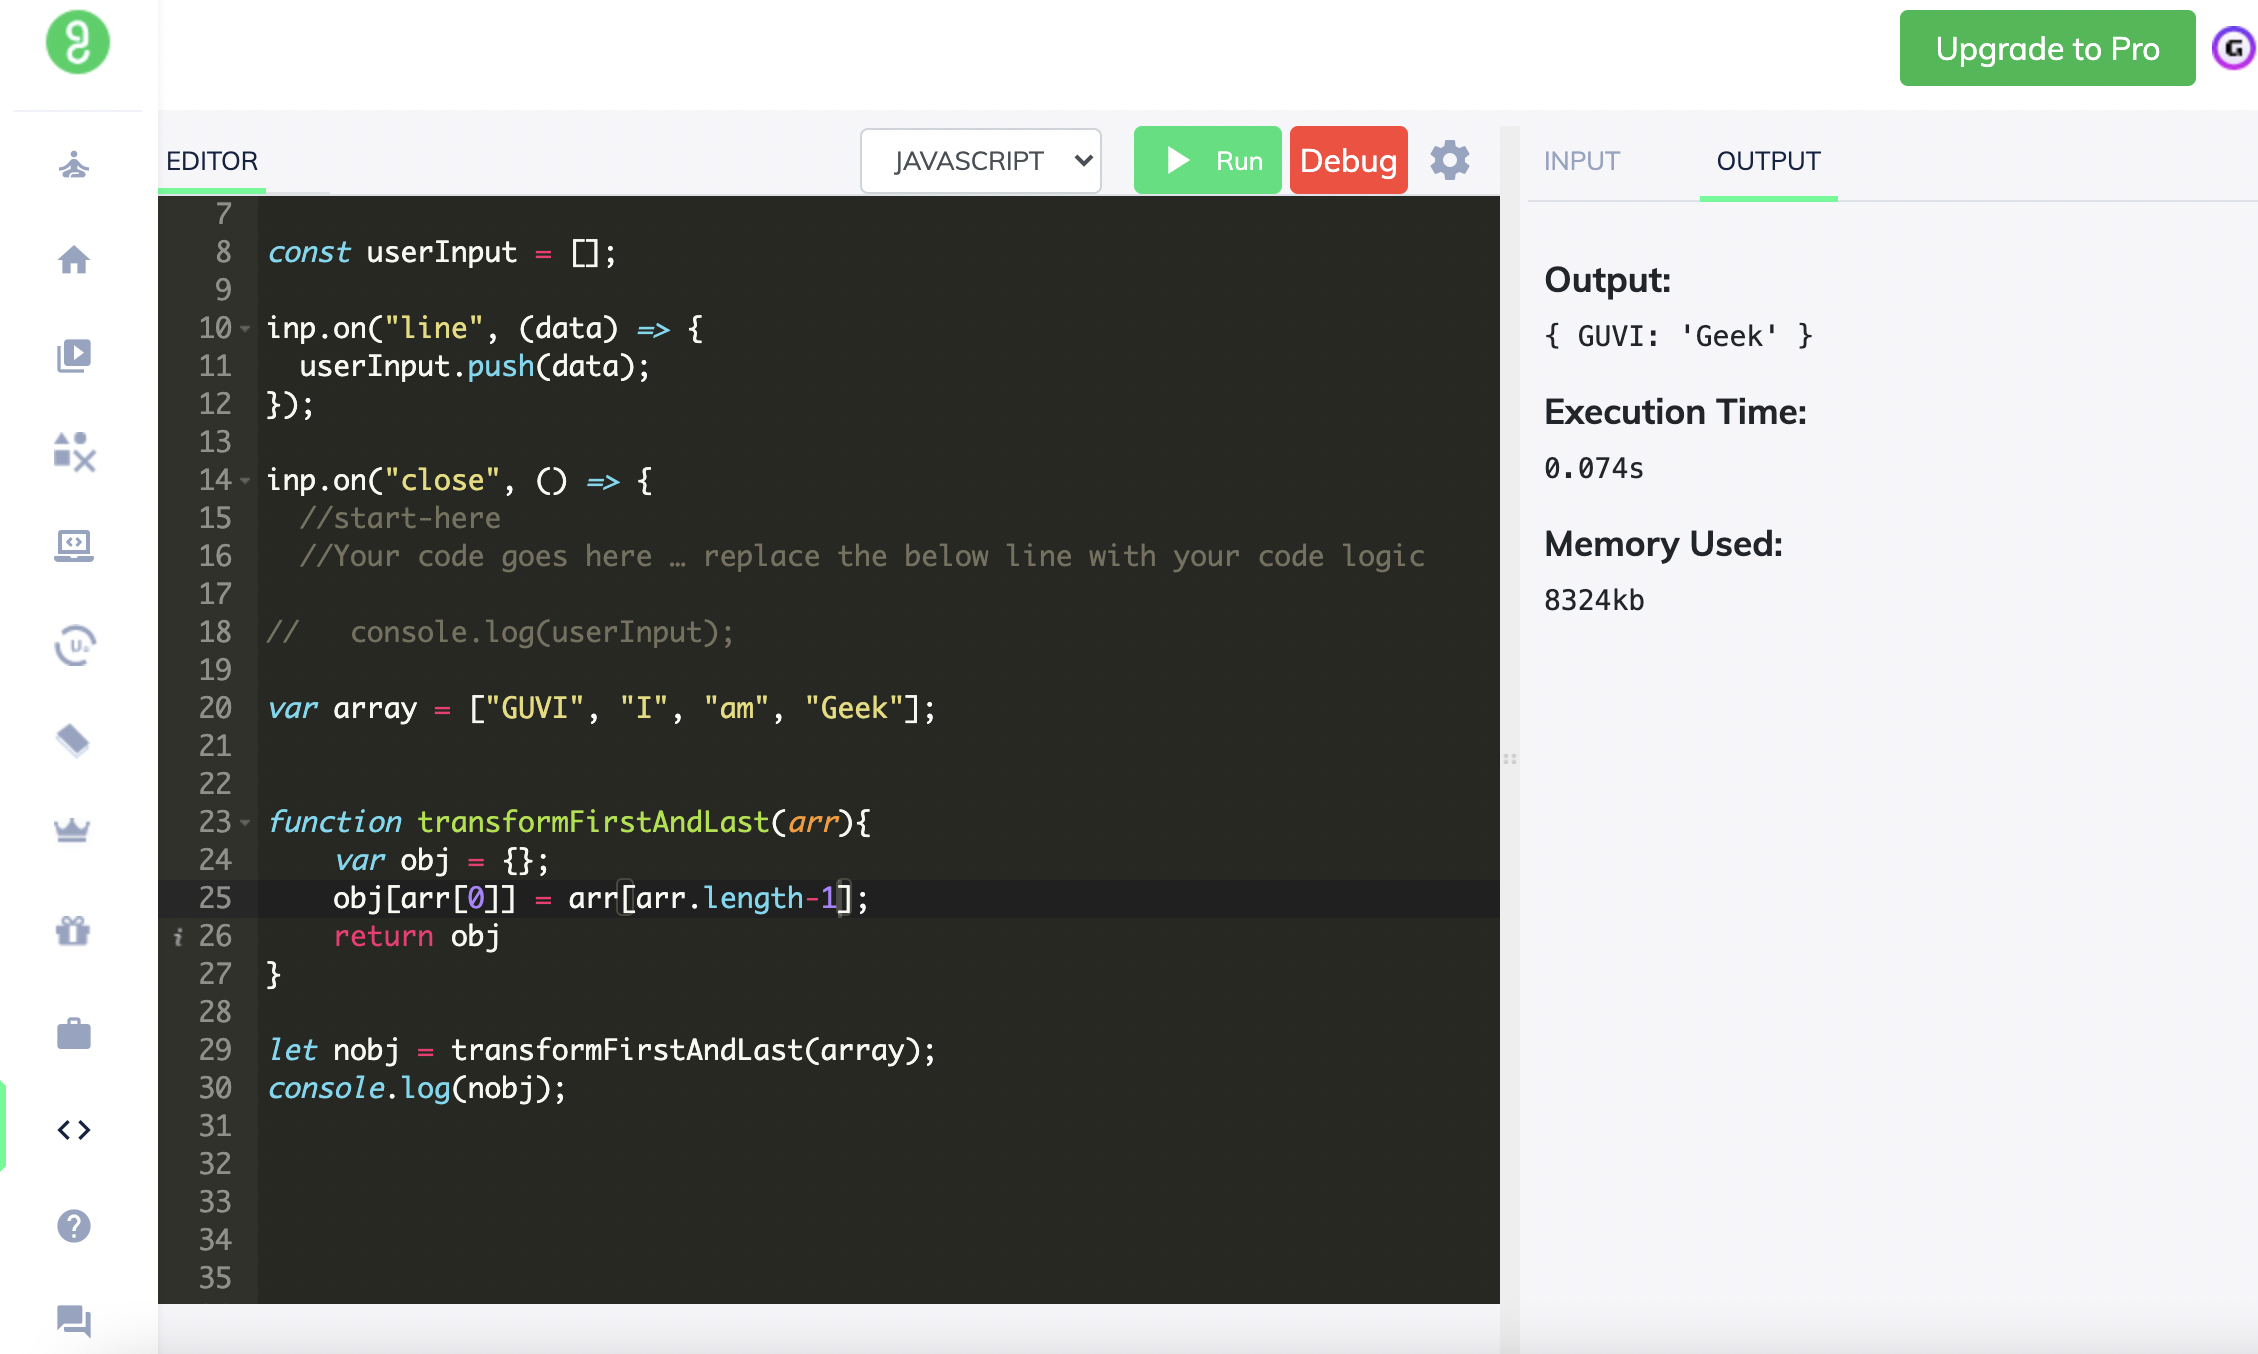 Upgrade to Pro
G
EDITOR
JAVASCRIPT
Run
Debug
INPUT
OUTPUT
7
8 const userInput = [];
9
10 inp.on("line", (data) => {
11   userInput.push(data);
12 });
13
14 inp.on("close", () => {
15   //start-here
16   //Your code goes here … replace the below line with your code logic
17
18 //   console.log(userInput);
19
20 var array = ["GUVI", "I", "am", "Geek"];
21
22
23 function transformFirstAndLast(arr){
24     var obj = {};
25     obj[arr[0]] = arr[arr.length-1];
i 26     return obj
27 }
28
29 let nobj = transformFirstAndLast(array);
30 console.log(nobj);
31
32
33
34
35
Output:
{ GUVI: 'Geek' }
Execution Time:
0.074s
Memory Used:
8324kb